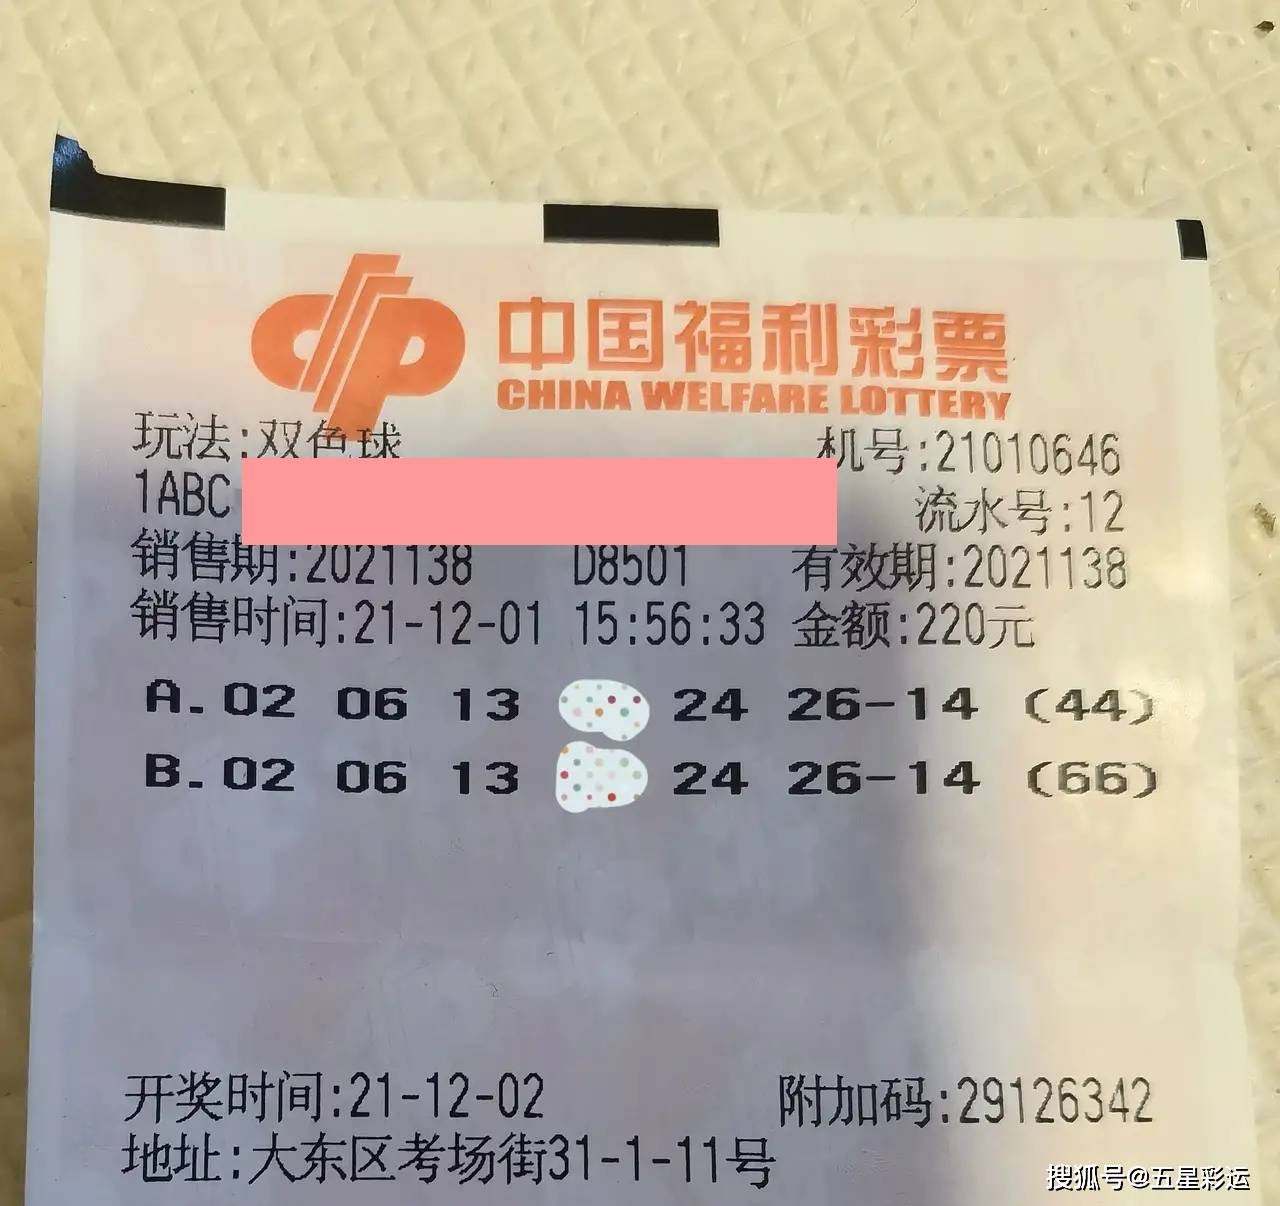 中国福利彩票
CHINA WELFARE LOTTERY
玩法:双色球 机号:21010646
1ABC 流水号:12
销售期:2021138 D8501 有效期:2021138
销售时间:21-12-01 15:56:33 金额:220元
A.02 06 13 24 26-14 (44)
B.02 06 13 24 26-14 (66)
开奖时间:21-12-02 附加码:29126342
地址:大东区考场街31-1-11号
搜狐号@五星彩运